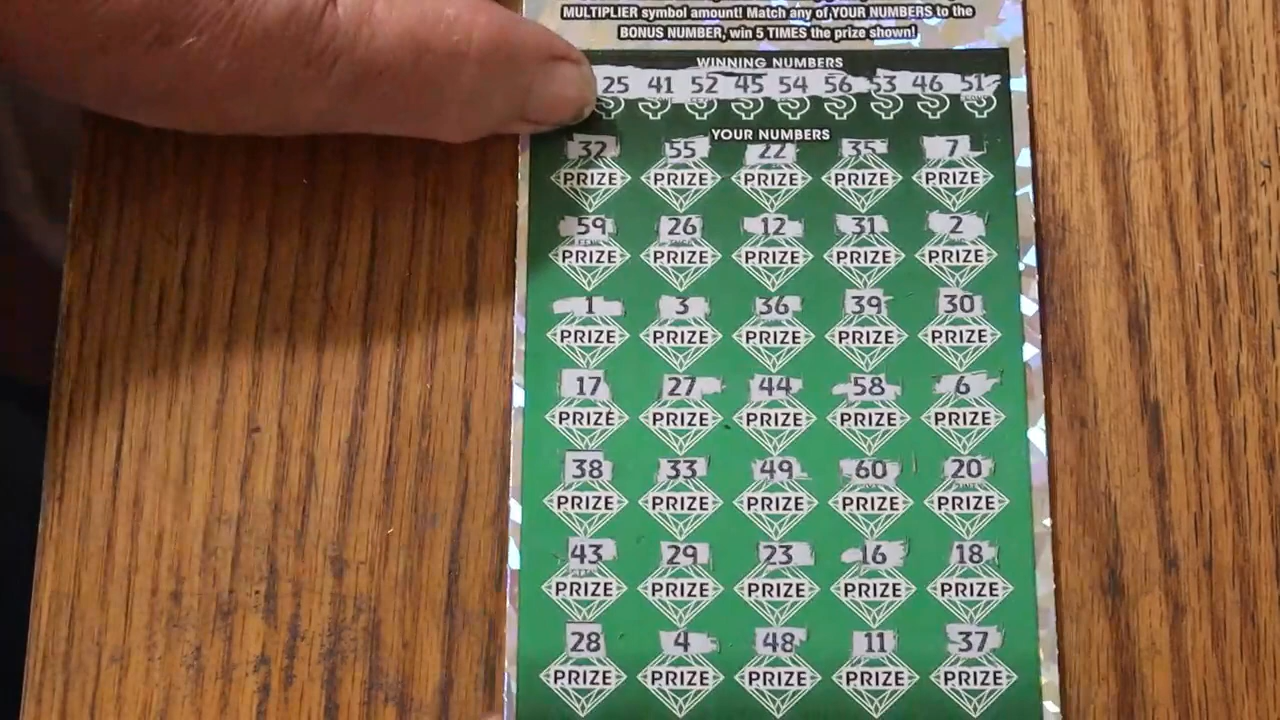 MULTIPLIER symbol amount! Match any of YOUR NUMBERS to the
BONUS NUMBER, win 5 TIMES the prize shown!
WINNING NUMBERS
25 41 52 45 54 56 53 46 51
YOUR NUMBERS
32 55 22 35 7
PRIZE PRIZE PRIZE PRIZE PRIZE
59 26 12 31 2
PRIZE PRIZE PRIZE PRIZE PRIZE
1 3 36 39 30
PRIZE PRIZE PRIZE PRIZE PRIZE
17 27 44 58 6
PRIZE PRIZE PRIZE PRIZE PRIZE
38 33 49 60 20
PRIZE PRIZE PRIZE PRIZE PRIZE
43 29 23 16 18
PRIZE PRIZE PRIZE PRIZE PRIZE
28 4 48 11 37
PRIZE PRIZE PRIZE PRIZE PRIZE